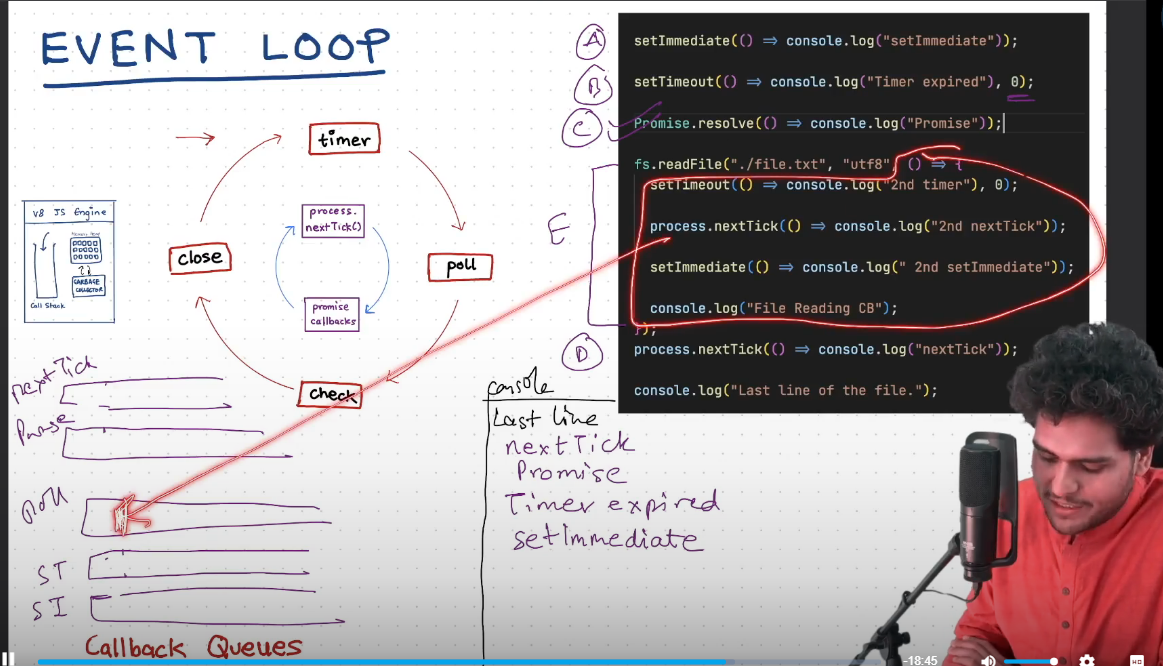 EVENT LOOP
timer
process.
nextTick()
close
poll
promise
callbacks
check
V8 JS Engine
Memory Heap
GARBAGE
COLLECTOR
Call Stack
nextTick
Poll
ST
SI
Callback Queues
console
Last line
nextTick
Promise
Timer expired
setImmediate
A
B
C
E
D
setImmediate(() => console.log("setImmediate"));
setTimeout(() => console.log("Timer expired"), 0);
Promise.resolve(() => console.log("Promise"));
fs.readFile("./file.txt", "utf8", () => {
setTimeout(() => console.log("2nd timer"), 0);
process.nextTick(() => console.log("2nd nextTick"));
setImmediate(() => console.log(" 2nd setImmediate"));
console.log("File Reading CB");
});
process.nextTick(() => console.log("nextTick"));
console.log("Last line of the file.");
-18:45
HD